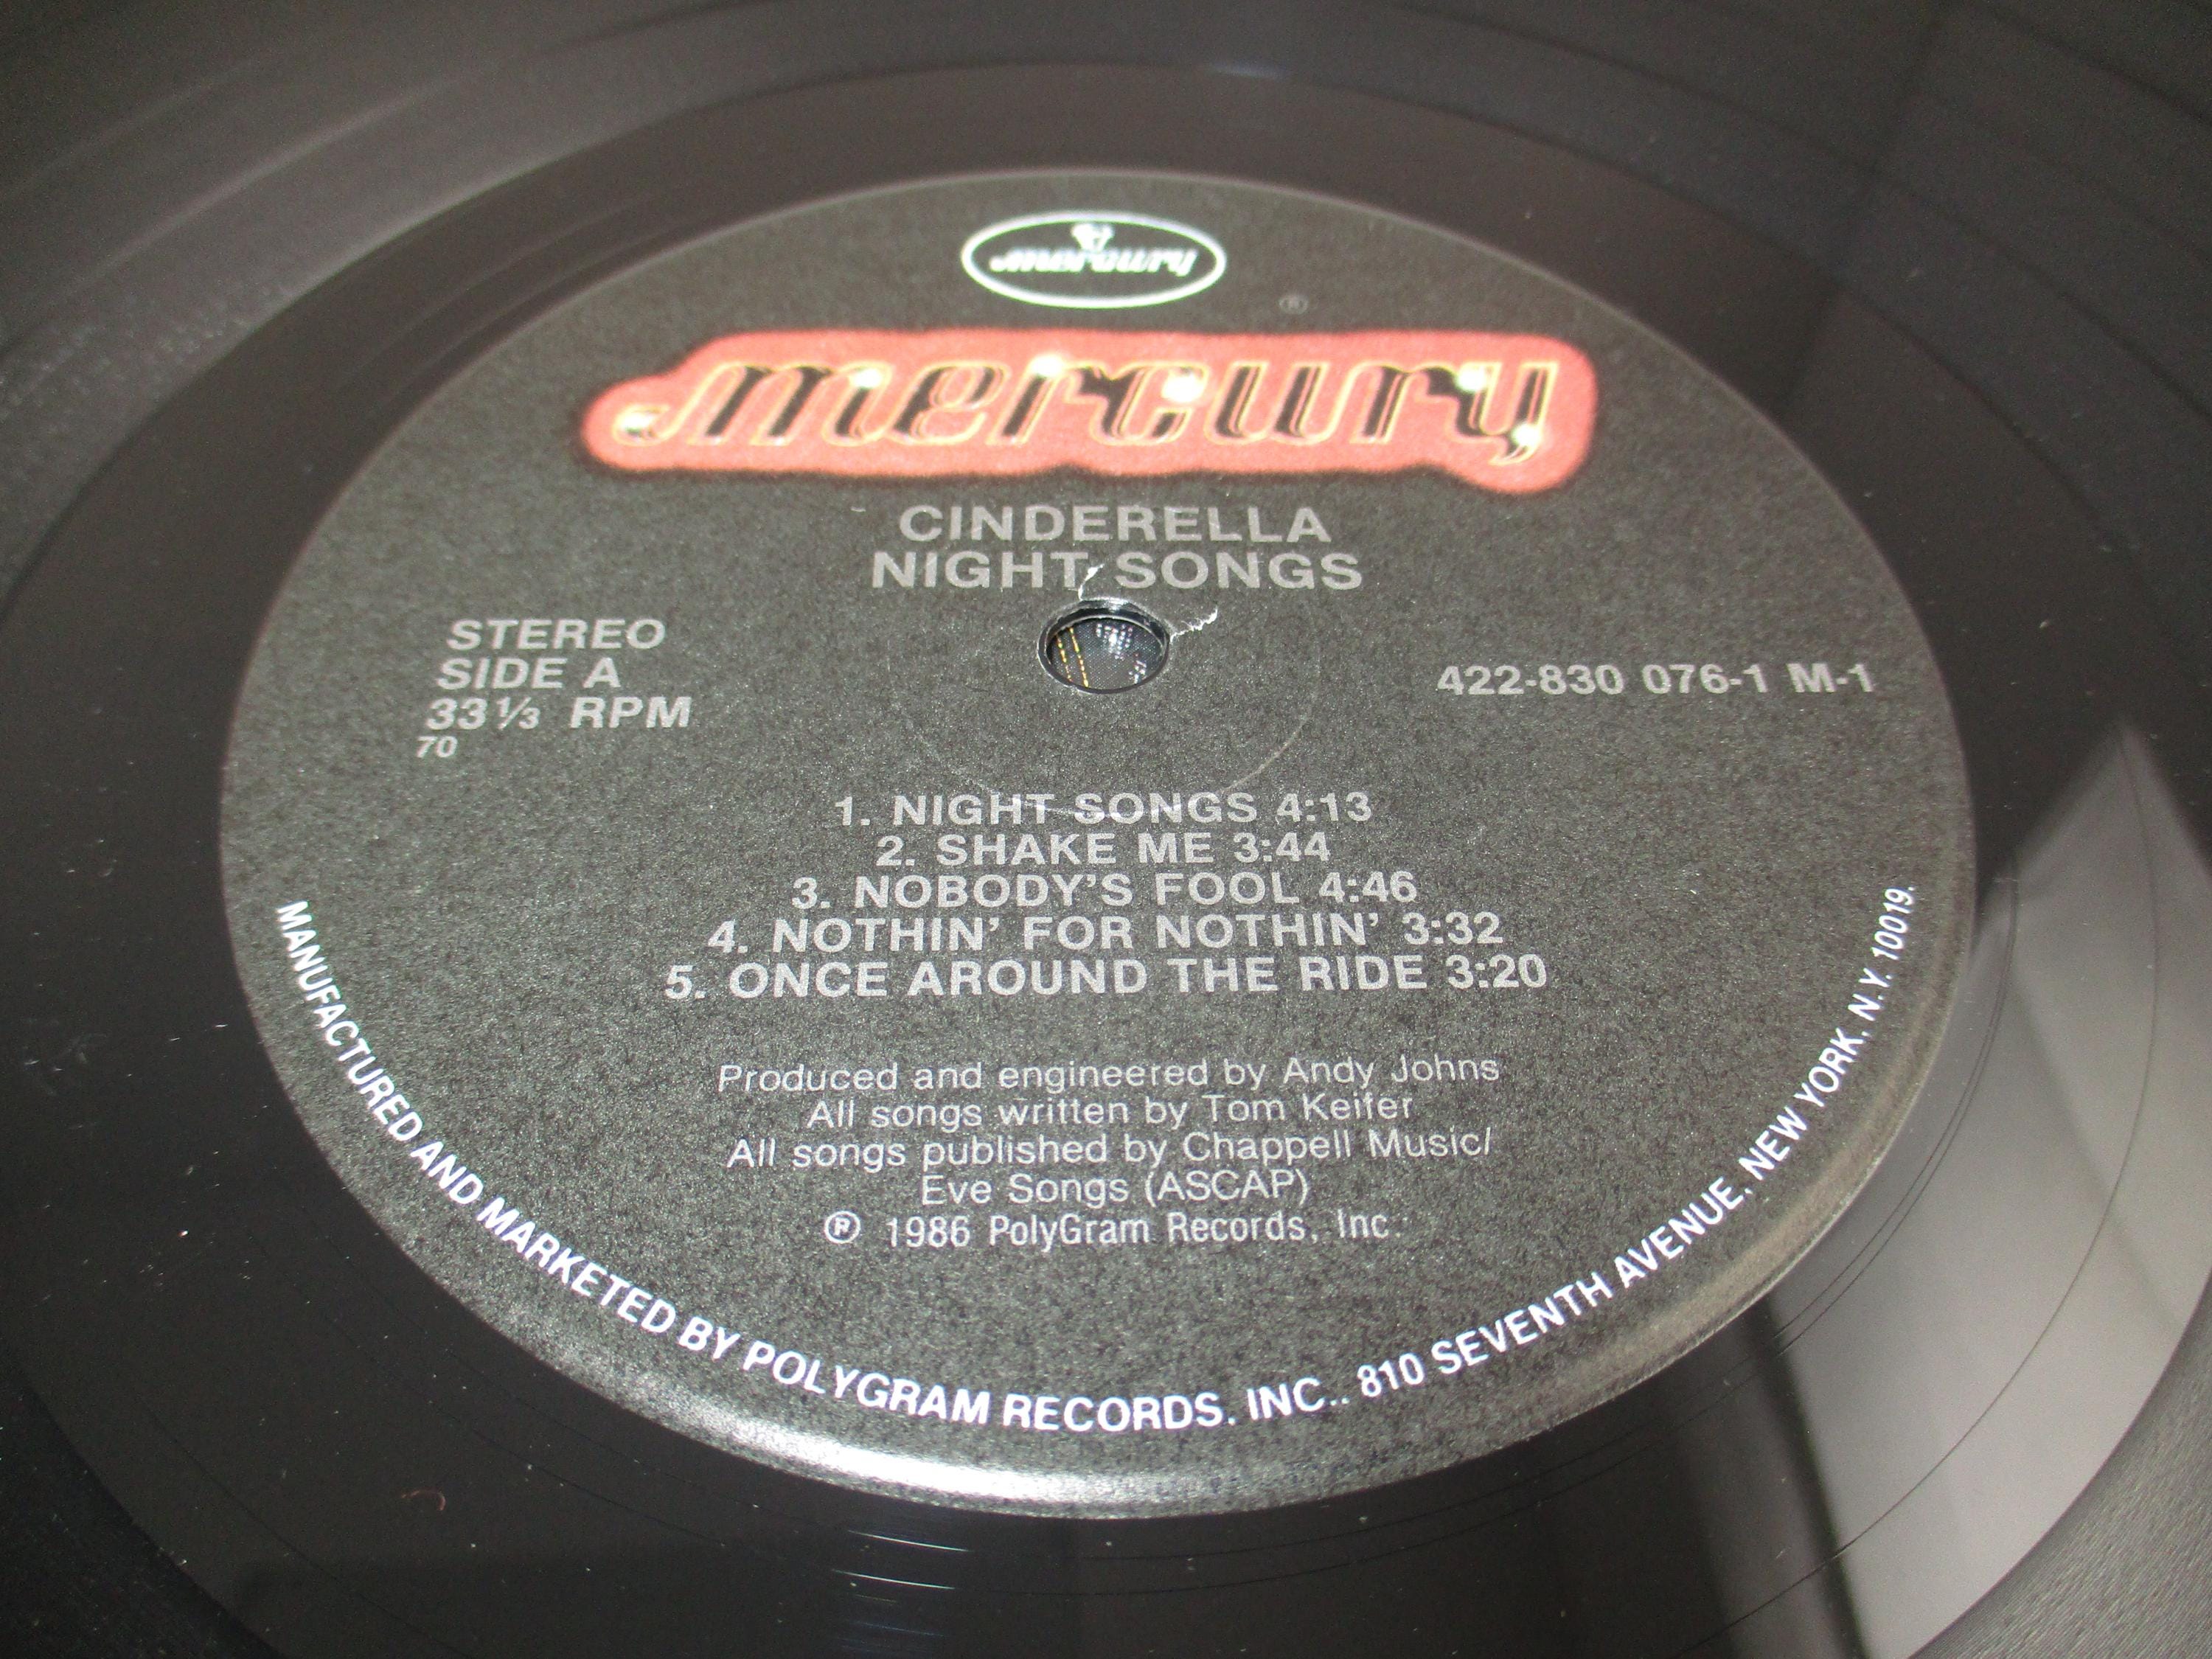 mercury
®
mercury
CINDERELLA
NIGHT SONGS
STEREO
SIDE A
33 1/3 RPM
70
422-830 076-1 M-1
1. NIGHT SONGS 4:13
2. SHAKE ME 3:44
3. NOBODY'S FOOL 4:46
4. NOTHIN' FOR NOTHIN' 3:32
5. ONCE AROUND THE RIDE 3:20
Produced and engineered by Andy Johns
All songs written by Tom Keifer
All songs published by Chappell Music/
Eve Songs (ASCAP)
℗ 1986 PolyGram Records, Inc.
MANUFACTURED AND MARKETED BY POLYGRAM RECORDS, INC., 810 SEVENTH AVENUE, NEW YORK, N.Y. 10019.